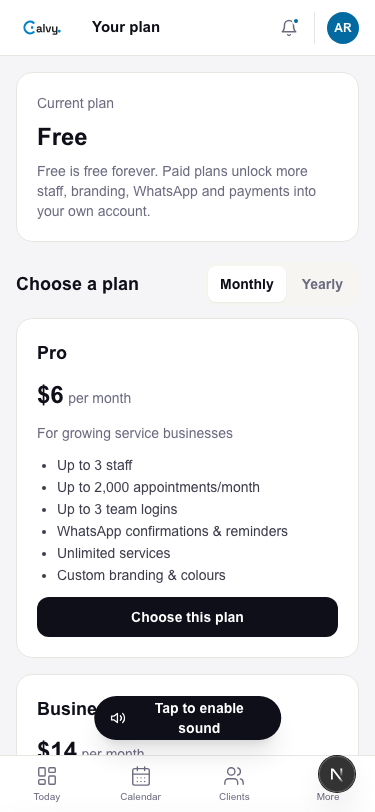 Galvy.
Your plan
AR
Current plan
Free
Free is free forever. Paid plans unlock more
staff, branding, WhatsApp and payments into
your own account.
Choose a plan
Monthly
Yearly
Pro
$6 per month
For growing service businesses
• Up to 3 staff
• Up to 2,000 appointments/month
• Up to 3 team logins
• WhatsApp confirmations & reminders
• Unlimited services
• Custom branding & colours
Choose this plan
Tap to enable
sound
$14 per month
Today
Calendar
Clients
More
N